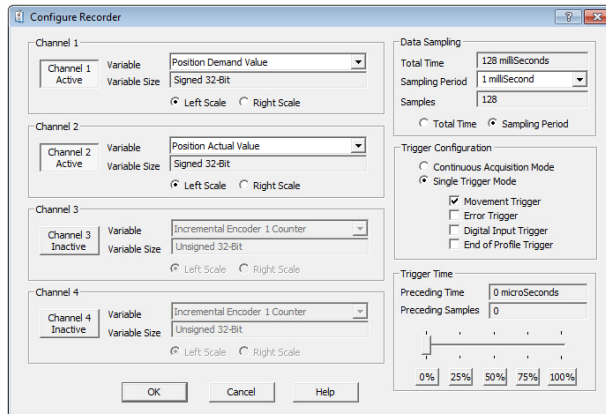 Configure Recorder
Channel 1
Channel 1 Active
Variable
Position Demand Value
Variable Size
Signed 32-Bit
Left Scale
Right Scale
Channel 2
Channel 2 Active
Variable
Position Actual Value
Variable Size
Signed 32-Bit
Left Scale
Right Scale
Channel 3
Channel 3 Inactive
Variable
Incremental Encoder 1 Counter
Variable Size
Unsigned 32-Bit
Left Scale
Right Scale
Channel 4
Channel 4 Inactive
Variable
Incremental Encoder 1 Counter
Variable Size
Unsigned 32-Bit
Left Scale
Right Scale
OK
Cancel
Help
Data Sampling
Total Time
128 milliSeconds
Sampling Period
1 milliSecond
Samples
128
Total Time
Sampling Period
Trigger Configuration
Continuous Acquisition Mode
Single Trigger Mode
Movement Trigger
Error Trigger
Digital Input Trigger
End of Profile Trigger
Trigger Time
Preceding Time
0 microSeconds
Preceding Samples
0
0%
25%
50%
75%
100%